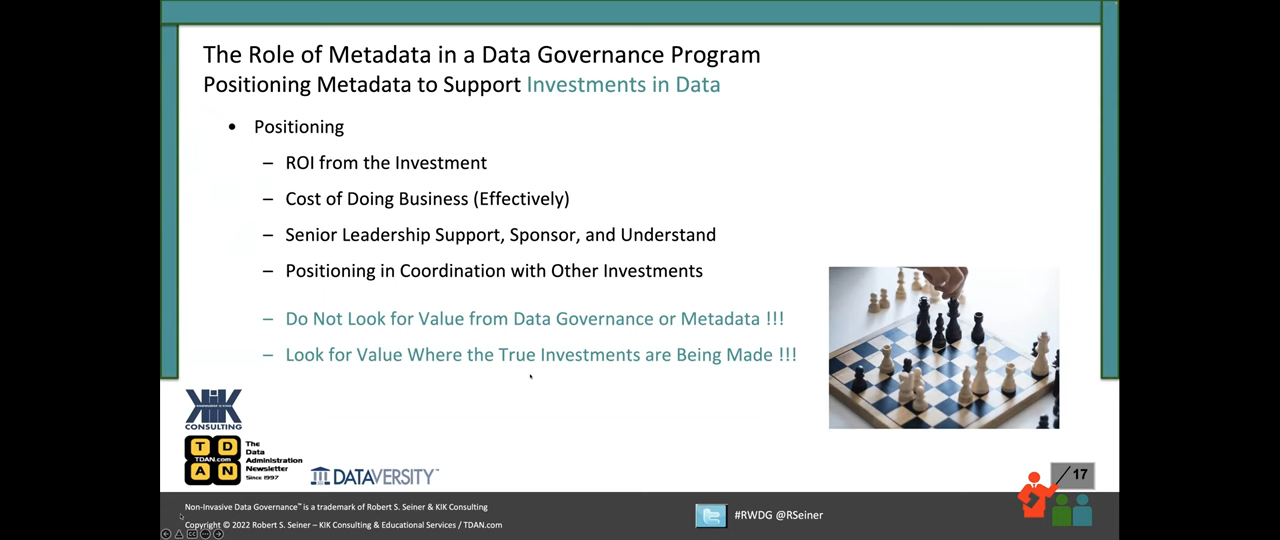 The Role of Metadata in a Data Governance Program
Positioning Metadata to Support Investments in Data
• Positioning
– ROI from the Investment
– Cost of Doing Business (Effectively)
– Senior Leadership Support, Sponsor, and Understand
– Positioning in Coordination with Other Investments
– Do Not Look for Value from Data Governance or Metadata !!!
– Look for Value Where the True Investments are Being Made !!!
KIK
CONSULTING
T D
TDAN.com
A N
The
Data
Administration
Newsletter
Since 1997
DATAVERSITY™
17
Non-Invasive Data Governance™ is a trademark of Robert S. Seiner & KIK Consulting
Copyright © 2022 Robert S. Seiner – KIK Consulting & Educational Services / TDAN.com
#RWDG @RSeiner